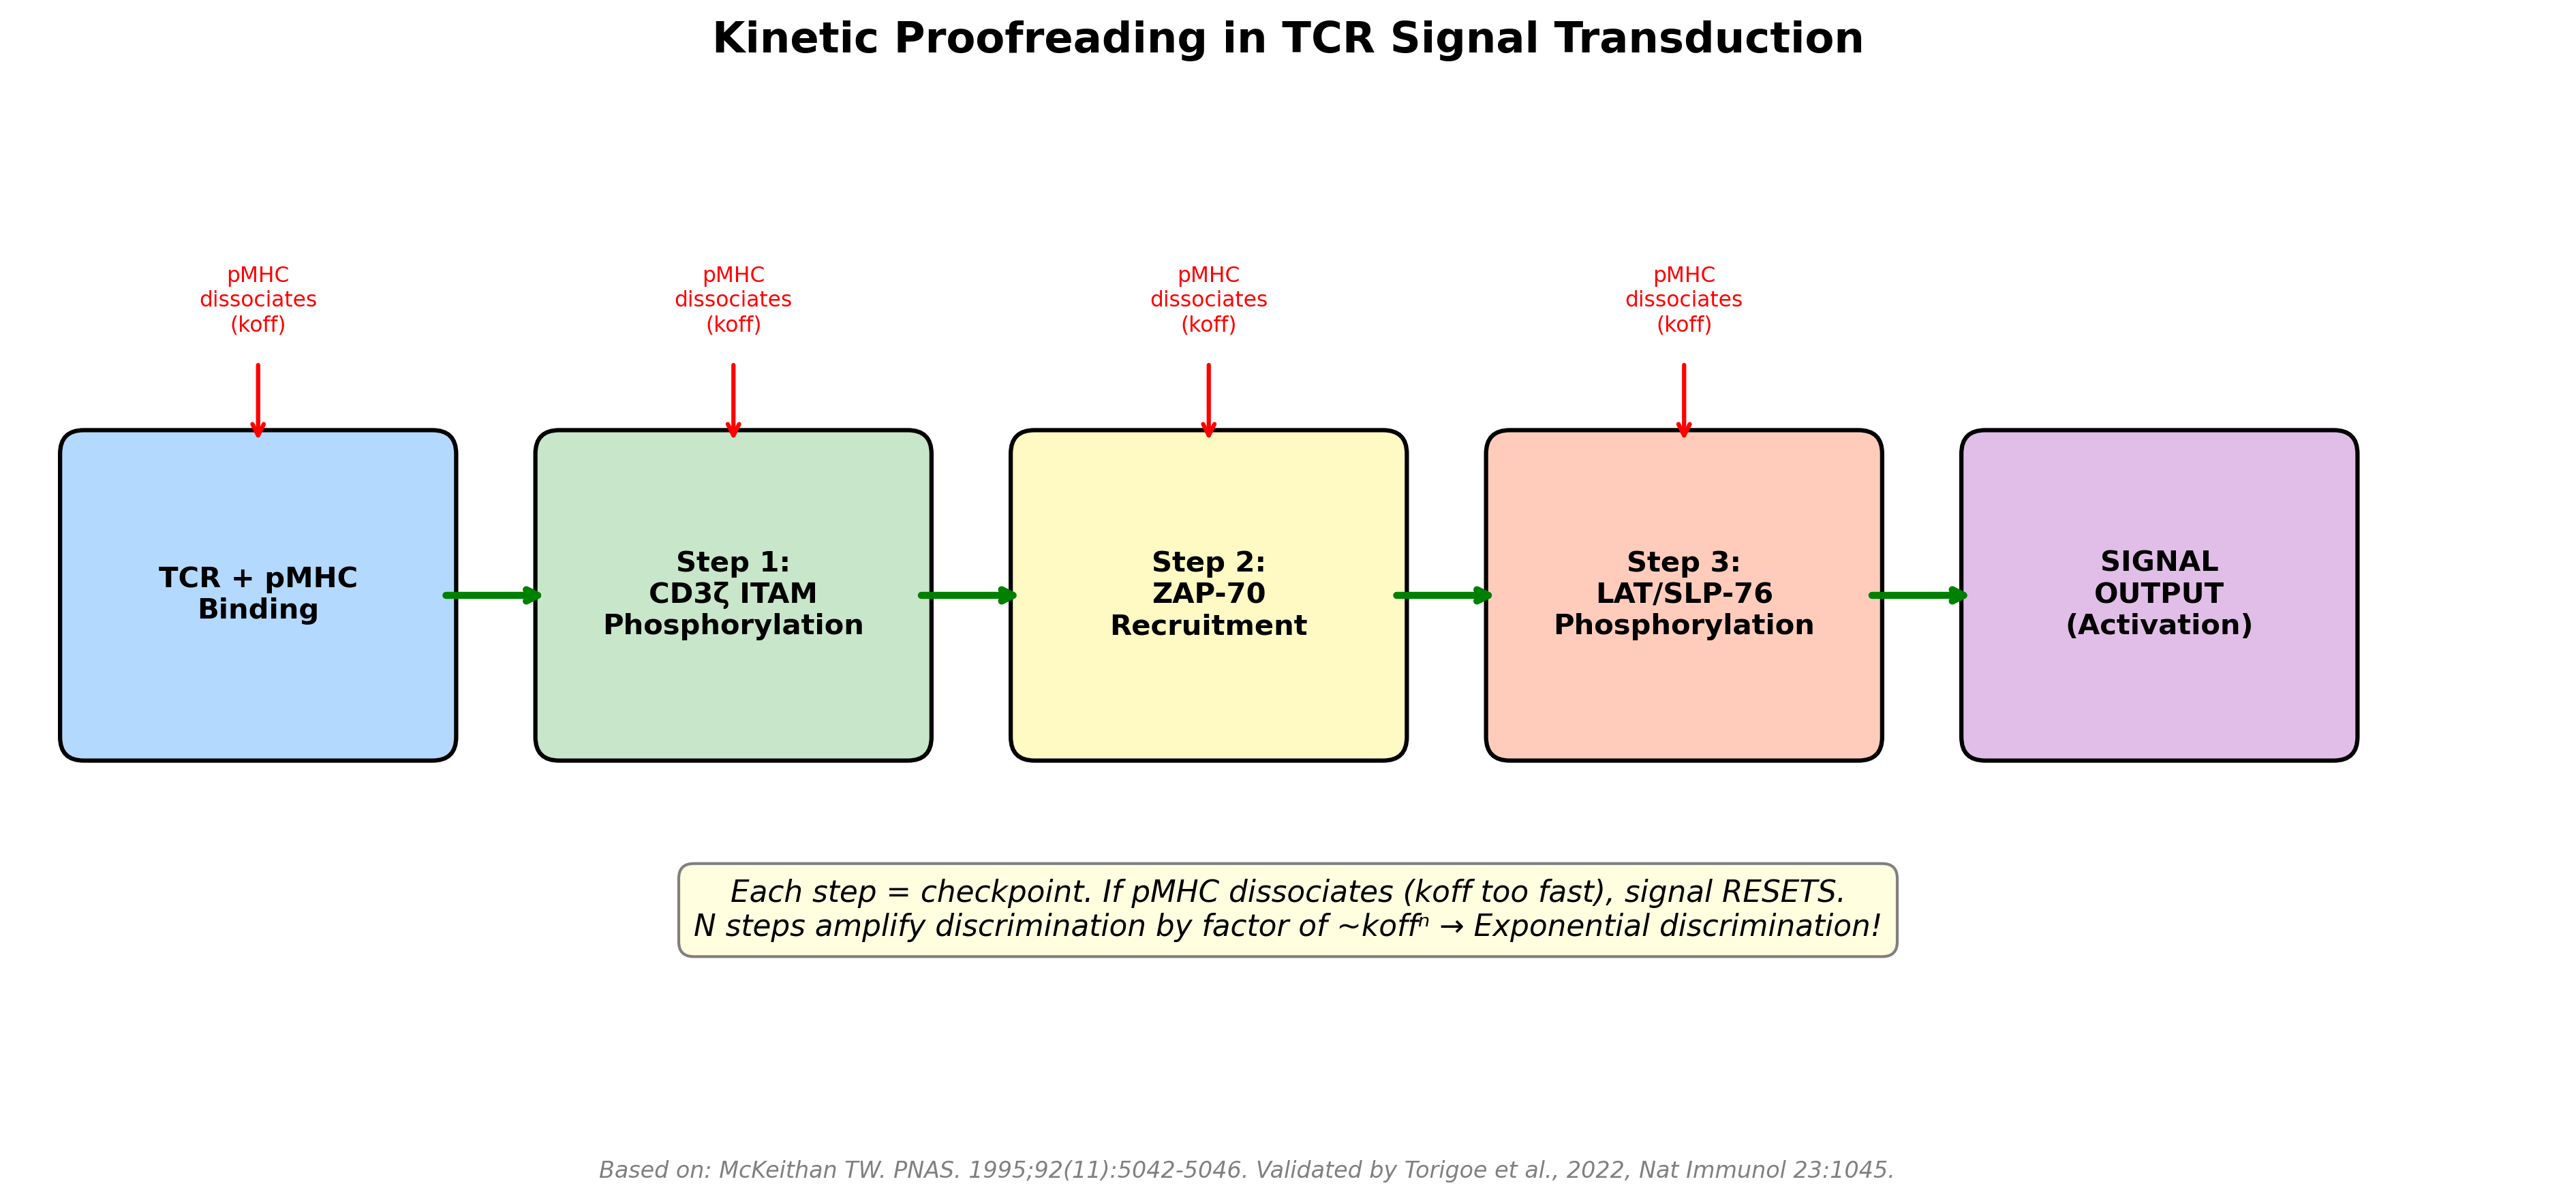 Kinetic Proofreading in TCR Signal Transduction
pMHC
dissociates
(koff)
pMHC
dissociates
(koff)
pMHC
dissociates
(koff)
pMHC
dissociates
(koff)
TCR + pMHC
Binding
Step 1:
CD3ζ ITAM
Phosphorylation
Step 2:
ZAP-70
Recruitment
Step 3:
LAT/SLP-76
Phosphorylation
SIGNAL
OUTPUT
(Activation)
Each step = checkpoint. If pMHC dissociates (koff too fast), signal RESETS.
N steps amplify discrimination by factor of ~koffⁿ → Exponential discrimination!
Based on: McKeithan TW. PNAS. 1995;92(11):5042-5046. Validated by Torigoe et al., 2022, Nat Immunol 23:1045.